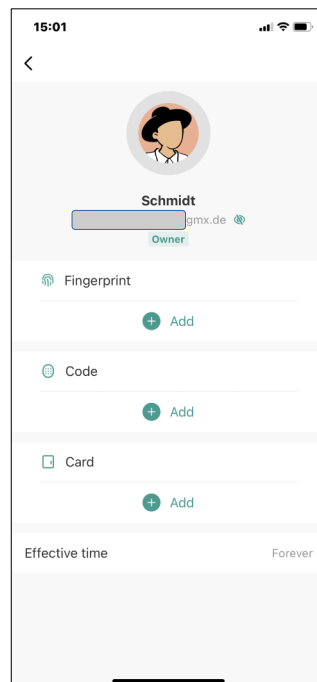 15:01
Schmidt
gmx.de
Owner
Fingerprint
Add
Code
Add
Card
Add
Effective time Forever